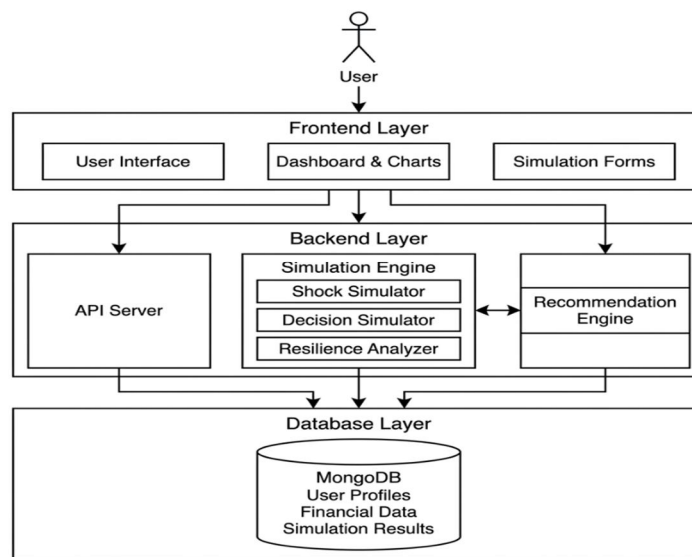 User
Frontend Layer
User Interface
Dashboard & Charts
Simulation Forms
Backend Layer
API Server
Simulation Engine
Shock Simulator
Decision Simulator
Resilience Analyzer
Recommendation
Engine
Database Layer
MongoDB
User Profiles
Financial Data
Simulation Results